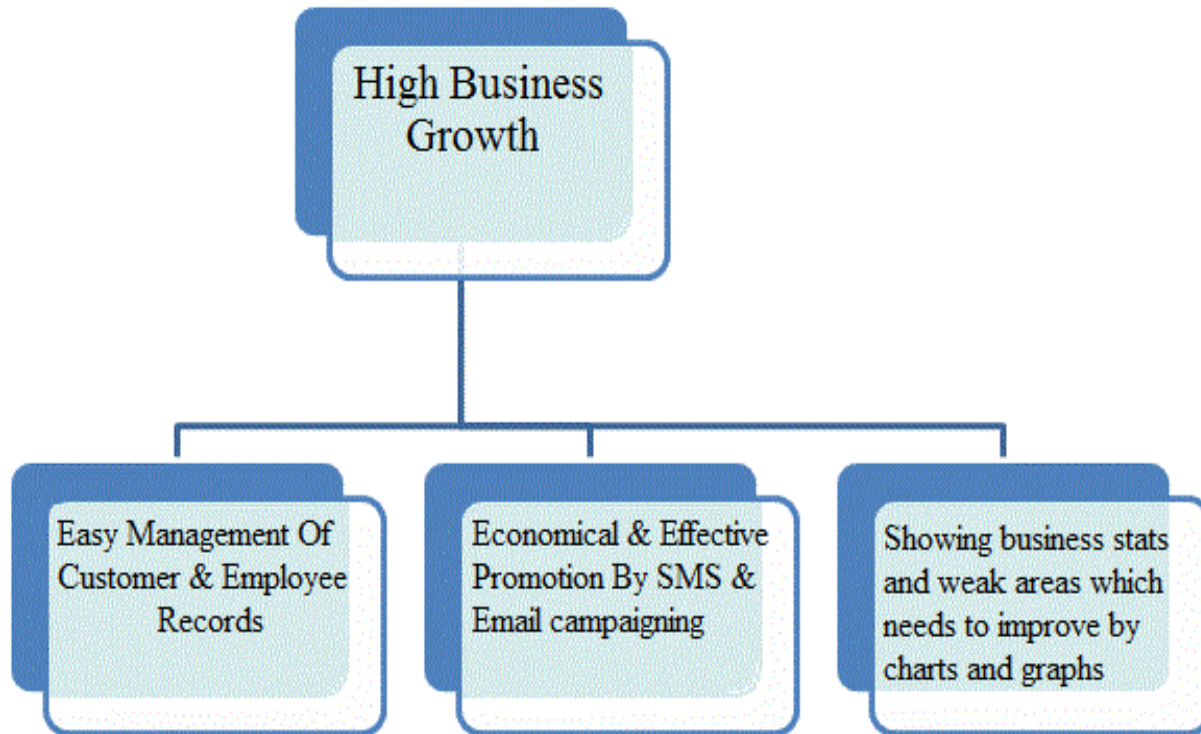 High Business
Growth
Easy Management Of
Customer & Employee
Records
Economical & Effective
Promotion By SMS &
Email campaigning
Showing business stats
and weak areas which
needs to improve by
charts and graphs